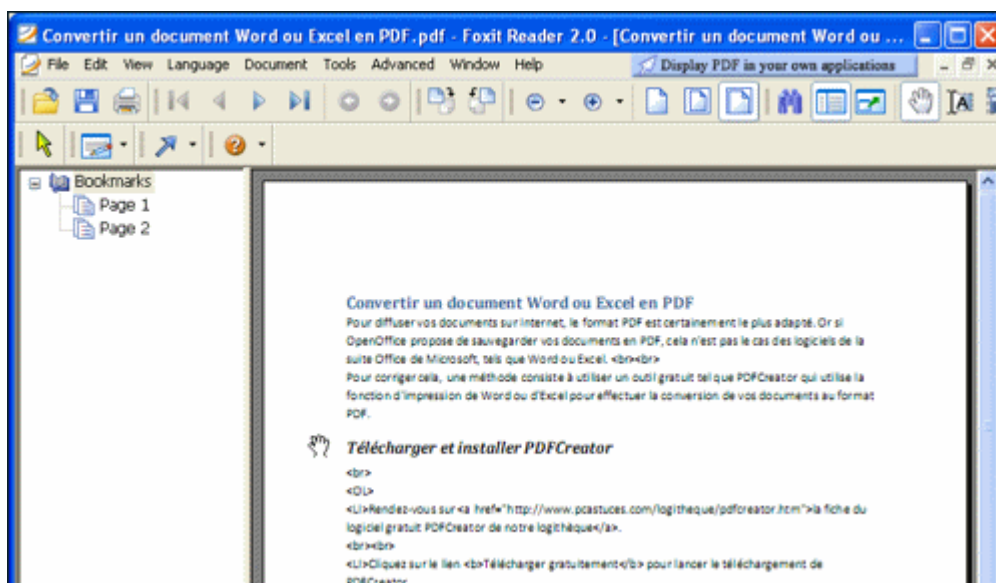 Convertir un document Word ou Excel en PDF.pdf - Foxit Reader 2.0 - [Convertir un document Word ou ...
File Edit View Language Document Tools Advanced Window Help Display PDF in your own applications
Bookmarks
Page 1
Page 2
Convertir un document Word ou Excel en PDF
Pour diffuser vos documents sur Internet, le format PDF est certainement le plus adapté. Or si
OpenOffice propose de sauvegarder vos documents en PDF, cela n'est pas le cas des logiciels de la
suite Office de Microsoft, tels que Word ou Excel. <br><br>
Pour corriger cela, une méthode consiste à utiliser un outil gratuit tel que PDFCreator qui utilise la
fonction d'impression de Word ou d'Excel pour effectuer la conversion de vos documents au format
PDF.
Télécharger et installer PDFCreator
<br>
<OL>
<LI>Rendez-vous sur <a href="http://www.pcastuces.com/logitheque/pdfcreator.htm">la fiche du
logiciel gratuit PDFCreator de notre logithèque</a>.
<br><br>
<LI>Cliquez sur le lien <b>Télécharger gratuitement</b> pour lancer le téléchargement de
PDFCreator